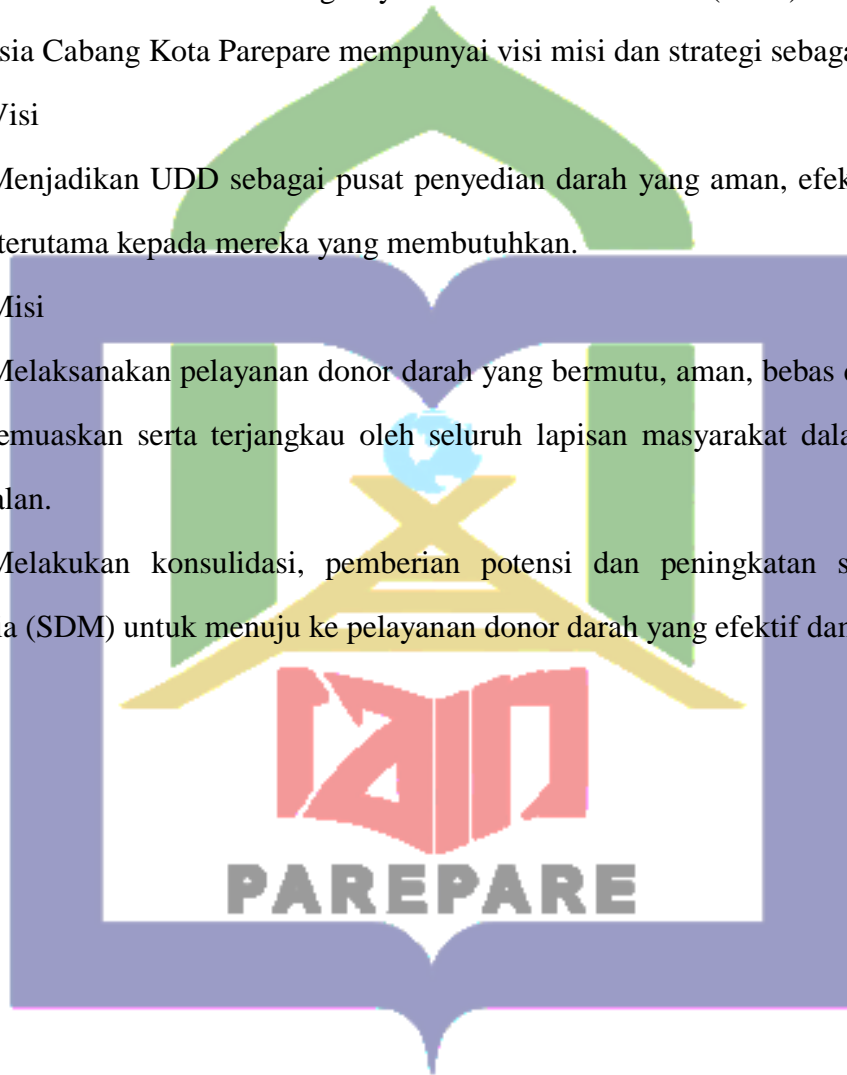 sia Cabang Kota Parepare mempunyai visi misi dan strategi sebaga
Visi
Menjadikan UDD sebagai pusat penyedian darah yang aman, efek
terutama kepada mereka yang membutuhkan.
Misi
Melaksanakan pelayanan donor darah yang bermutu, aman, bebas
emuaskan serta terjangkau oleh seluruh lapisan masyarakat dala
alan.
Melakukan konsulidasi, pemberian potensi dan peningkatan s
ia (SDM) untuk menuju ke pelayanan donor darah yang efektif dan
iain
PAREPARE